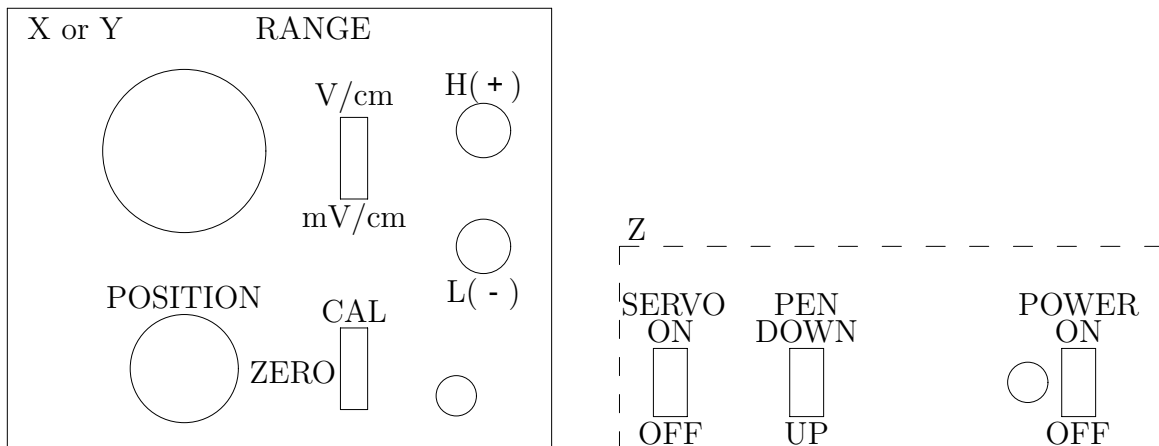 X or Y RANGE
V/cm
H( + )
mV/cm
L( - )
POSITION
CAL
ZERO
Z
SERVO PEN POWER
ON DOWN ON
OFF UP OFF